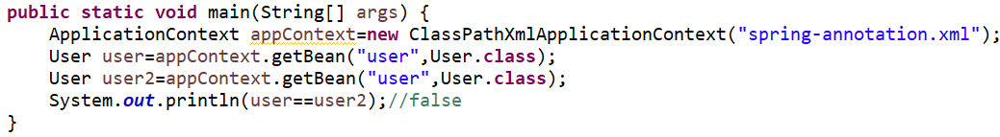 public static void main(String[] args) {
    ApplicationContext appContext=new ClassPathXmlApplicationContext("spring-annotation.xml");
    User user=appContext.getBean("user",User.class);
    User user2=appContext.getBean("user",User.class);
    System.out.println(user==user2);//false
}